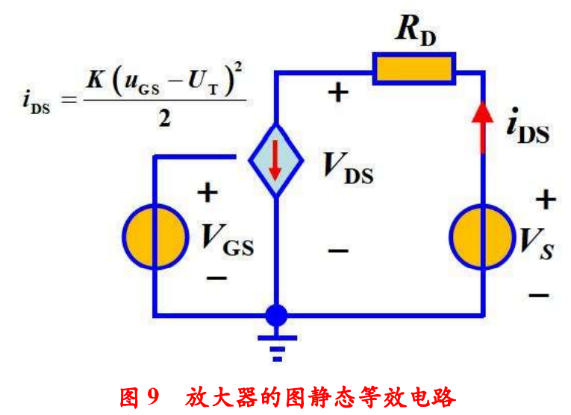 R_D
i_DS = K(u_GS − U_T)^2 / 2
+
i_DS
V_DS
+
+
V_GS
V_S
−
−
−
图 9 放大器的图静态等效电路